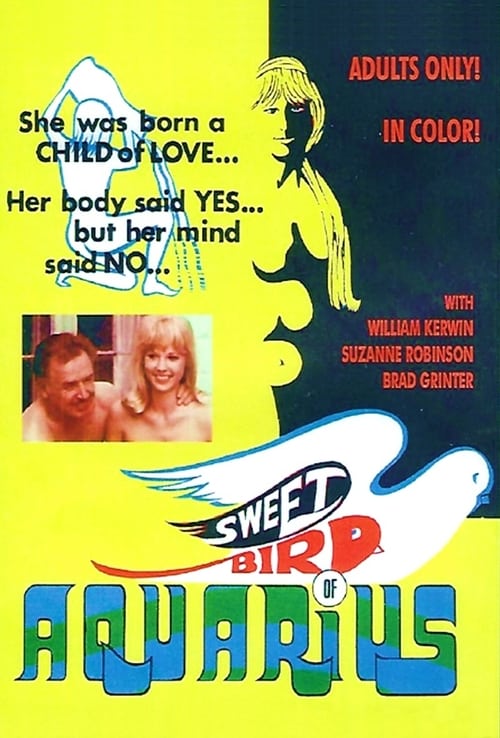 She was born a
CHILD of LOVE...
Her body said YES...
but her mind
said NO...
ADULTS ONLY!
IN COLOR!
WITH
WILLIAM KERWIN
SUZANNE ROBINSON
BRAD GRINTER
SWEET
BIRD
OF
AQUARIUS